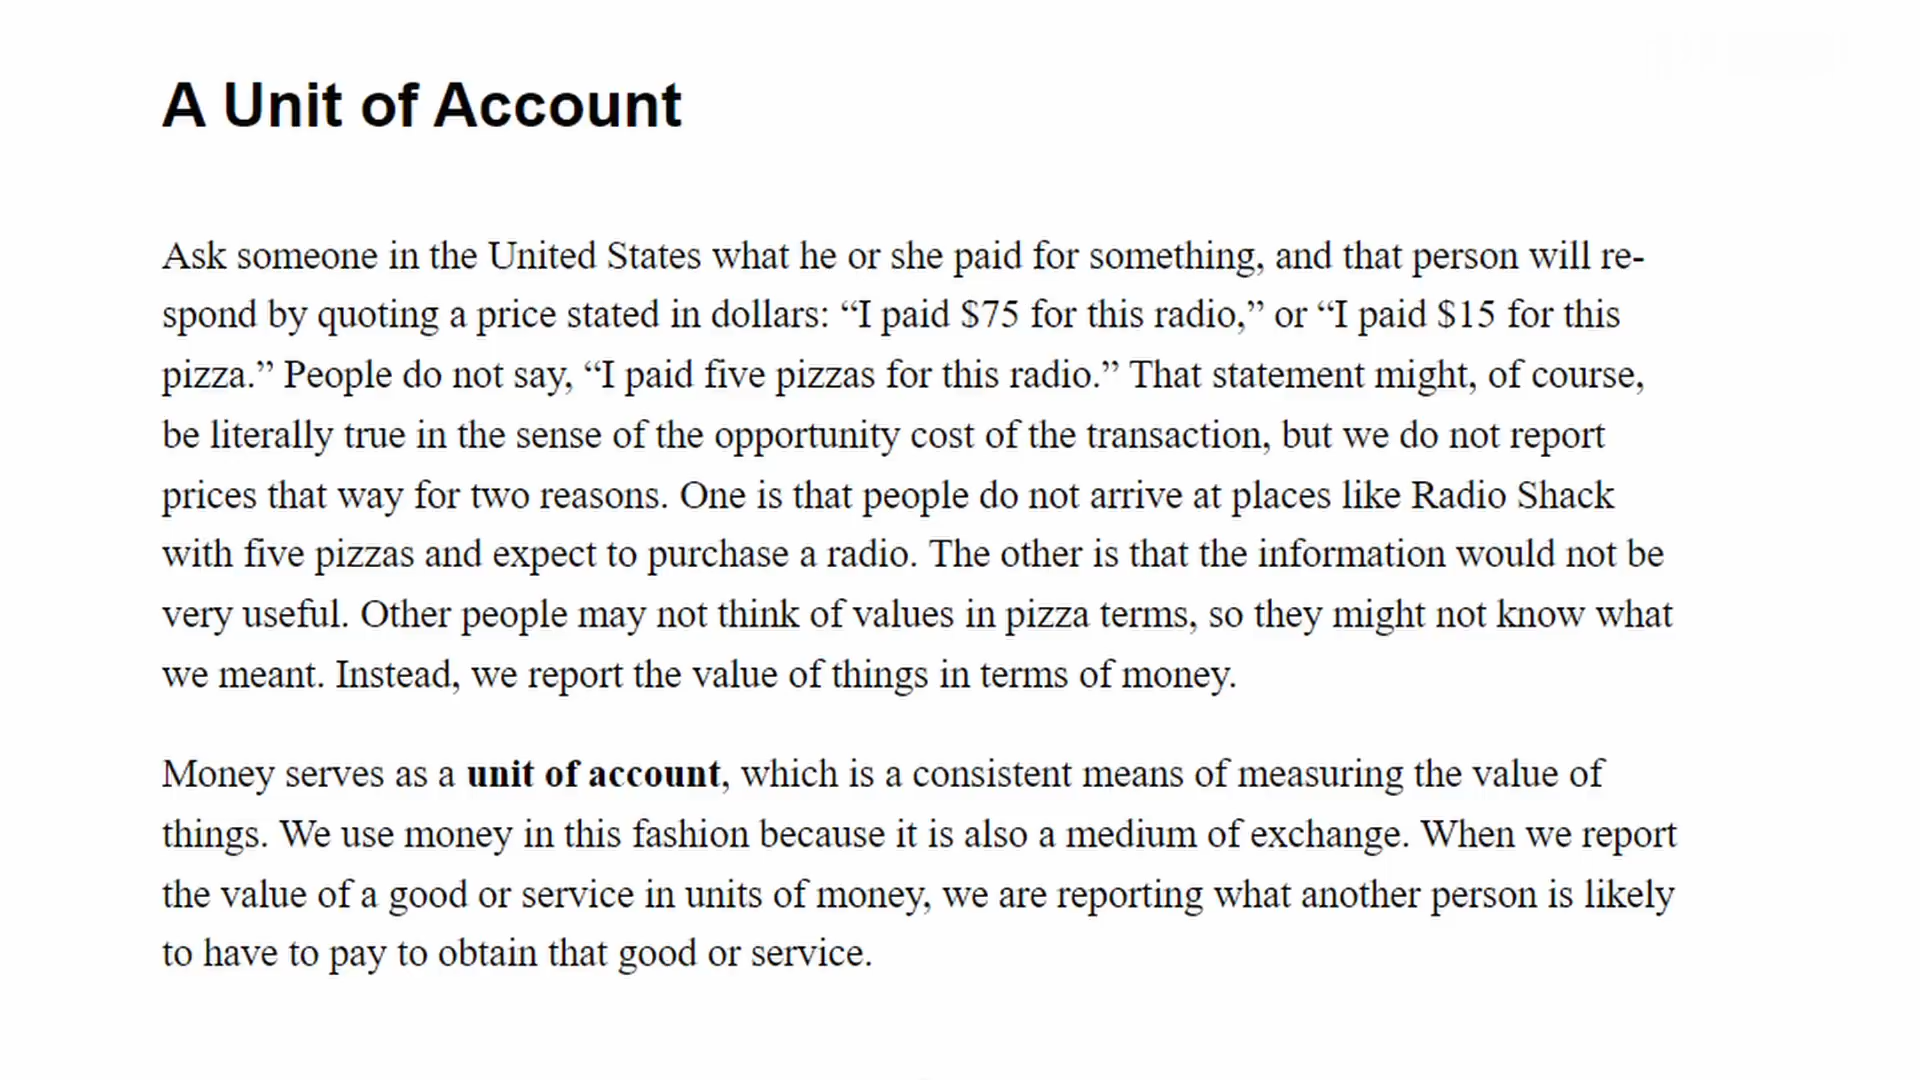 A Unit of Account
Ask someone in the United States what he or she paid for something, and that person will re-
spond by quoting a price stated in dollars: “I paid $75 for this radio,” or “I paid $15 for this
pizza.” People do not say, “I paid five pizzas for this radio.” That statement might, of course,
be literally true in the sense of the opportunity cost of the transaction, but we do not report
prices that way for two reasons. One is that people do not arrive at places like Radio Shack
with five pizzas and expect to purchase a radio. The other is that the information would not be
very useful. Other people may not think of values in pizza terms, so they might not know what
we meant. Instead, we report the value of things in terms of money.
Money serves as a unit of account, which is a consistent means of measuring the value of
things. We use money in this fashion because it is also a medium of exchange. When we report
the value of a good or service in units of money, we are reporting what another person is likely
to have to pay to obtain that good or service.